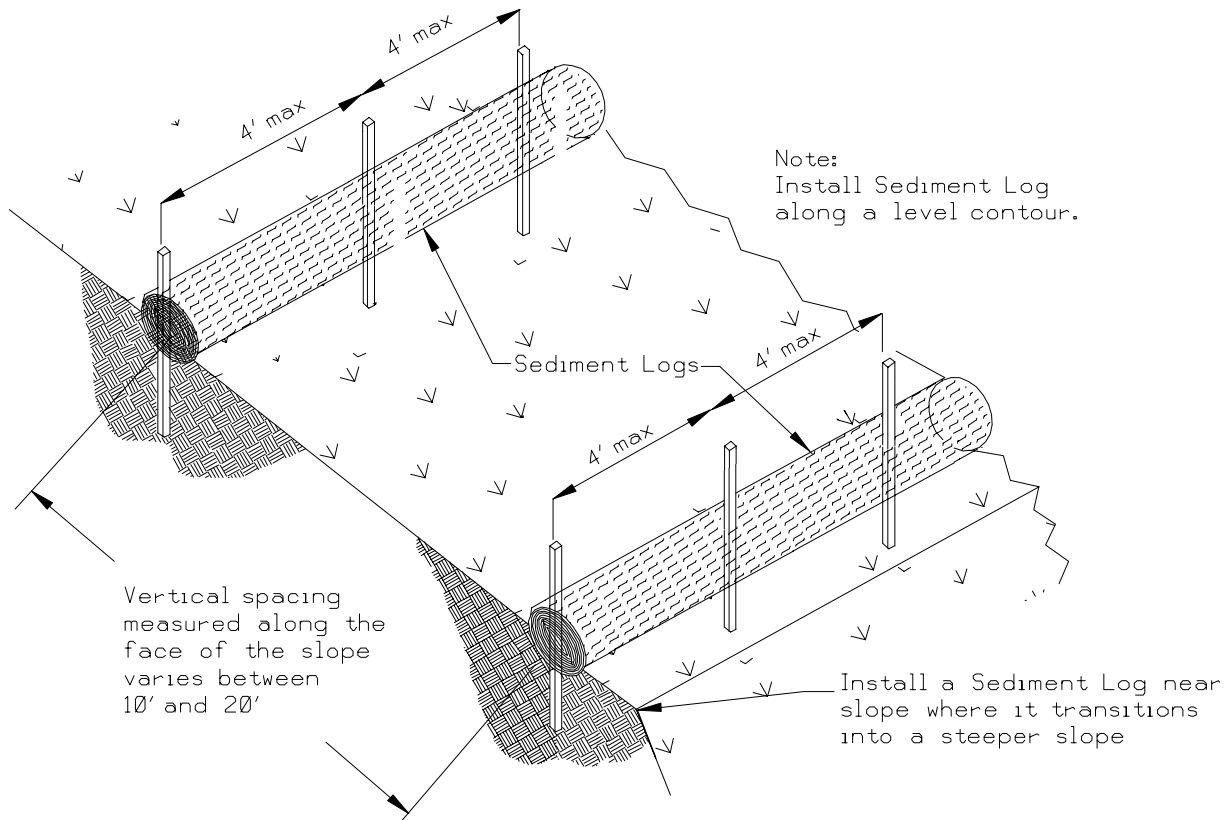 4' max
4' max
Note:
Install Sediment Log
along a level contour.
Sediment Logs
4' max
4' max
Vertical spacing
measured along the
face of the slope
varies between
10' and 20'
Install a Sediment Log near
slope where it transitions
into a steeper slope